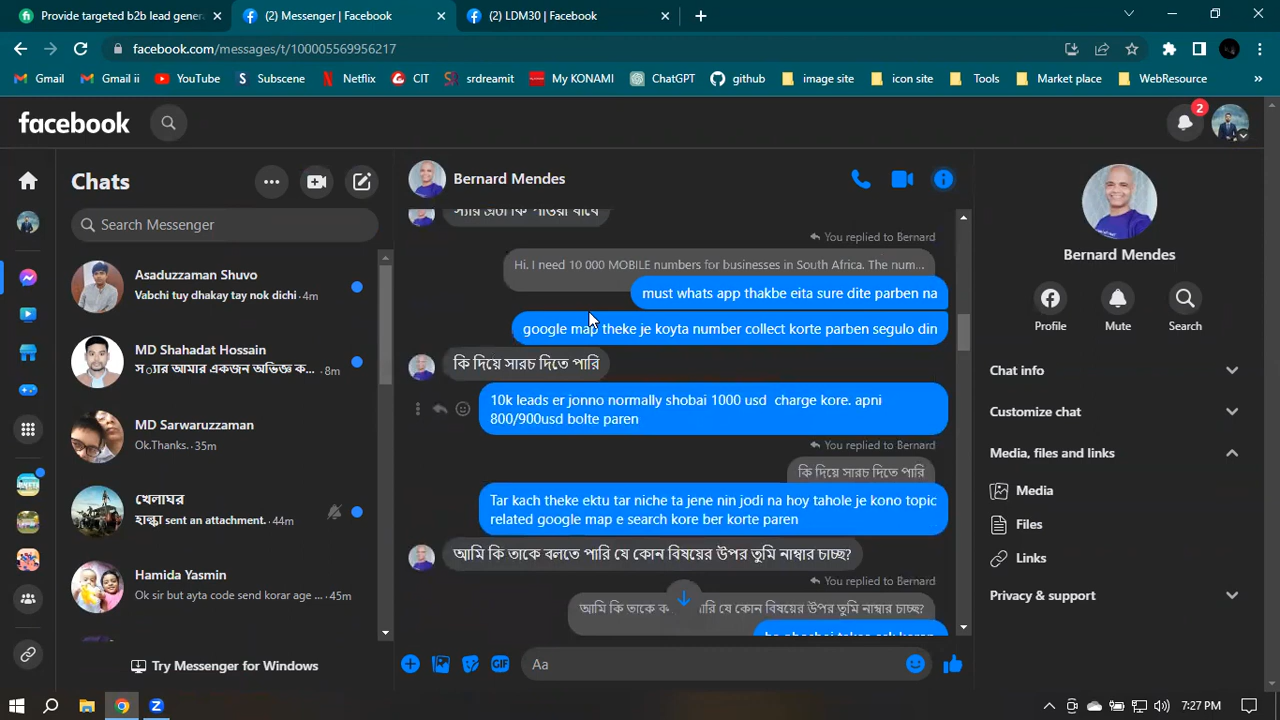 Provide targeted b2b lead gener
(2) Messenger | Facebook
(2) LDM30 | Facebook
facebook.com/messages/t/100005569956217
Gmail
Gmail ii
YouTube
Subscene
Netflix
CIT
srdreamit
My KONAMI
ChatGPT
github
image site
icon site
Tools
Market place
WebResource
facebook
2
Chats
Search Messenger
Asaduzzaman Shuvo
Vabchi tuy dhakay tay nok dichi · 4m
MD Shahadat Hossain
স্যার আমার একজন অভিজ্ঞ ক... · 8m
MD Sarwaruzzaman
Ok.Thanks. · 35m
খেলাঘর
হাল্কা sent an attachment. · 44m
Hamida Yasmin
Ok sir but ayta code send korar age ... · 45m
Try Messenger for Windows
Bernard Mendes
স্যার এতো কি পাওয়া যাবে
You replied to Bernard
Hi. I need 10 000 MOBILE numbers for businesses in South Africa. The num...
must whats app thakbe eita sure dite parben na
google map theke je koyta number collect korte parben segulo din
কি দিয়ে সারচ দিতে পারি
10k leads er jonno normally shobai 1000 usd charge kore. apni
800/900usd bolte paren
You replied to Bernard
কি দিয়ে সারচ দিতে পারি
Tar kach theke ektu tar niche ta jene nin jodi na hoy tahole je kono topic
related google map e search kore ber korte paren
আমি কি তাকে বলতে পারি যে কোন বিষয়ের উপর তুমি নাম্বার চাচ্ছ?
You replied to Bernard
আমি কি তাকে ব পারি যে কোন বিষয়ের উপর তুমি নাম্বার চাচ্ছ?
Aa
Bernard Mendes
Profile
Mute
Search
Chat info
Customize chat
Media, files and links
Media
Files
Links
Privacy & support
7:27 PM